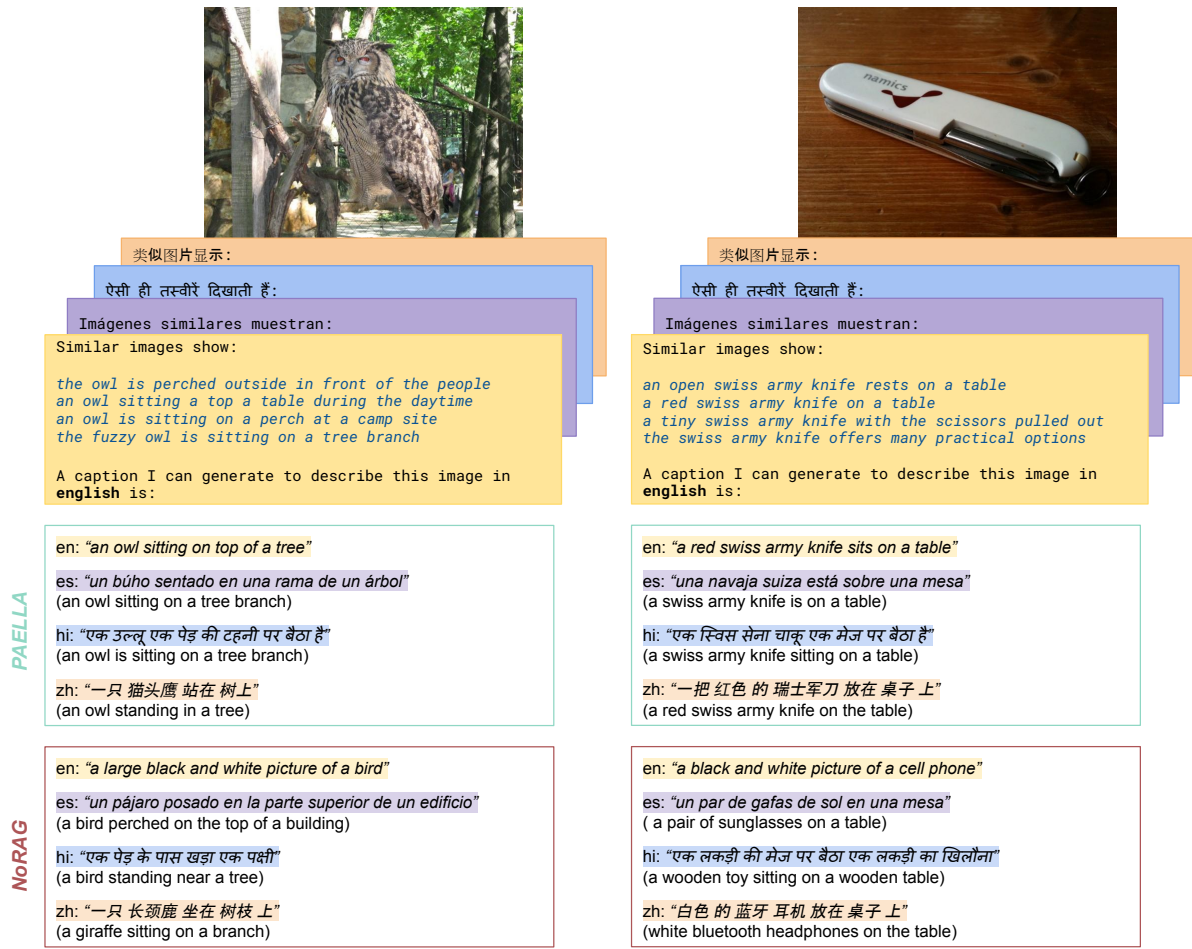 类似图片显示:
ऐसी ही तस्वीरें दिखाती हैं:
Imágenes similares muestran:
Similar images show:
the owl is perched outside in front of the people
an owl sitting a top a table during the daytime
an owl is sitting on a perch at a camp site
the fuzzy owl is sitting on a tree branch
A caption I can generate to describe this image in
english is:
namics
类似图片显示:
ऐसी ही तस्वीरें दिखाती हैं:
Imágenes similares muestran:
Similar images show:
an open swiss army knife rests on a table
a red swiss army knife on a table
a tiny swiss army knife with the scissors pulled out
the swiss army knife offers many practical options
A caption I can generate to describe this image in
english is:
PAELLA
en: “an owl sitting on top of a tree”
es: “un búho sentado en una rama de un árbol”
(an owl sitting on a tree branch)
hi: “एक उल्लू एक पेड़ की टहनी पर बैठा है”
(an owl is sitting on a tree branch)
zh: “一只 猫头鹰 站在 树上”
(an owl standing in a tree)
en: “a red swiss army knife sits on a table”
es: “una navaja suiza está sobre una mesa”
(a swiss army knife is on a table)
hi: “एक स्विस सेना चाकू एक मेज पर बैठा है”
(a swiss army knife sitting on a table)
zh: “一把 红色 的 瑞士军刀 放在 桌子 上”
(a red swiss army knife on the table)
NoRAG
en: “a large black and white picture of a bird”
es: “un pájaro posado en la parte superior de un edificio”
(a bird perched on the top of a building)
hi: “एक पेड़ के पास खड़ा एक पक्षी”
(a bird standing near a tree)
zh: “一只 长颈鹿 坐在 树枝 上”
(a giraffe sitting on a branch)
en: “a black and white picture of a cell phone”
es: “un par de gafas de sol en una mesa”
( a pair of sunglasses on a table)
hi: “एक लकड़ी की मेज पर बैठा एक लकड़ी का खिलौना”
(a wooden toy sitting on a wooden table)
zh: “白色 的 蓝牙 耳机 放在 桌子 上”
(white bluetooth headphones on the table)